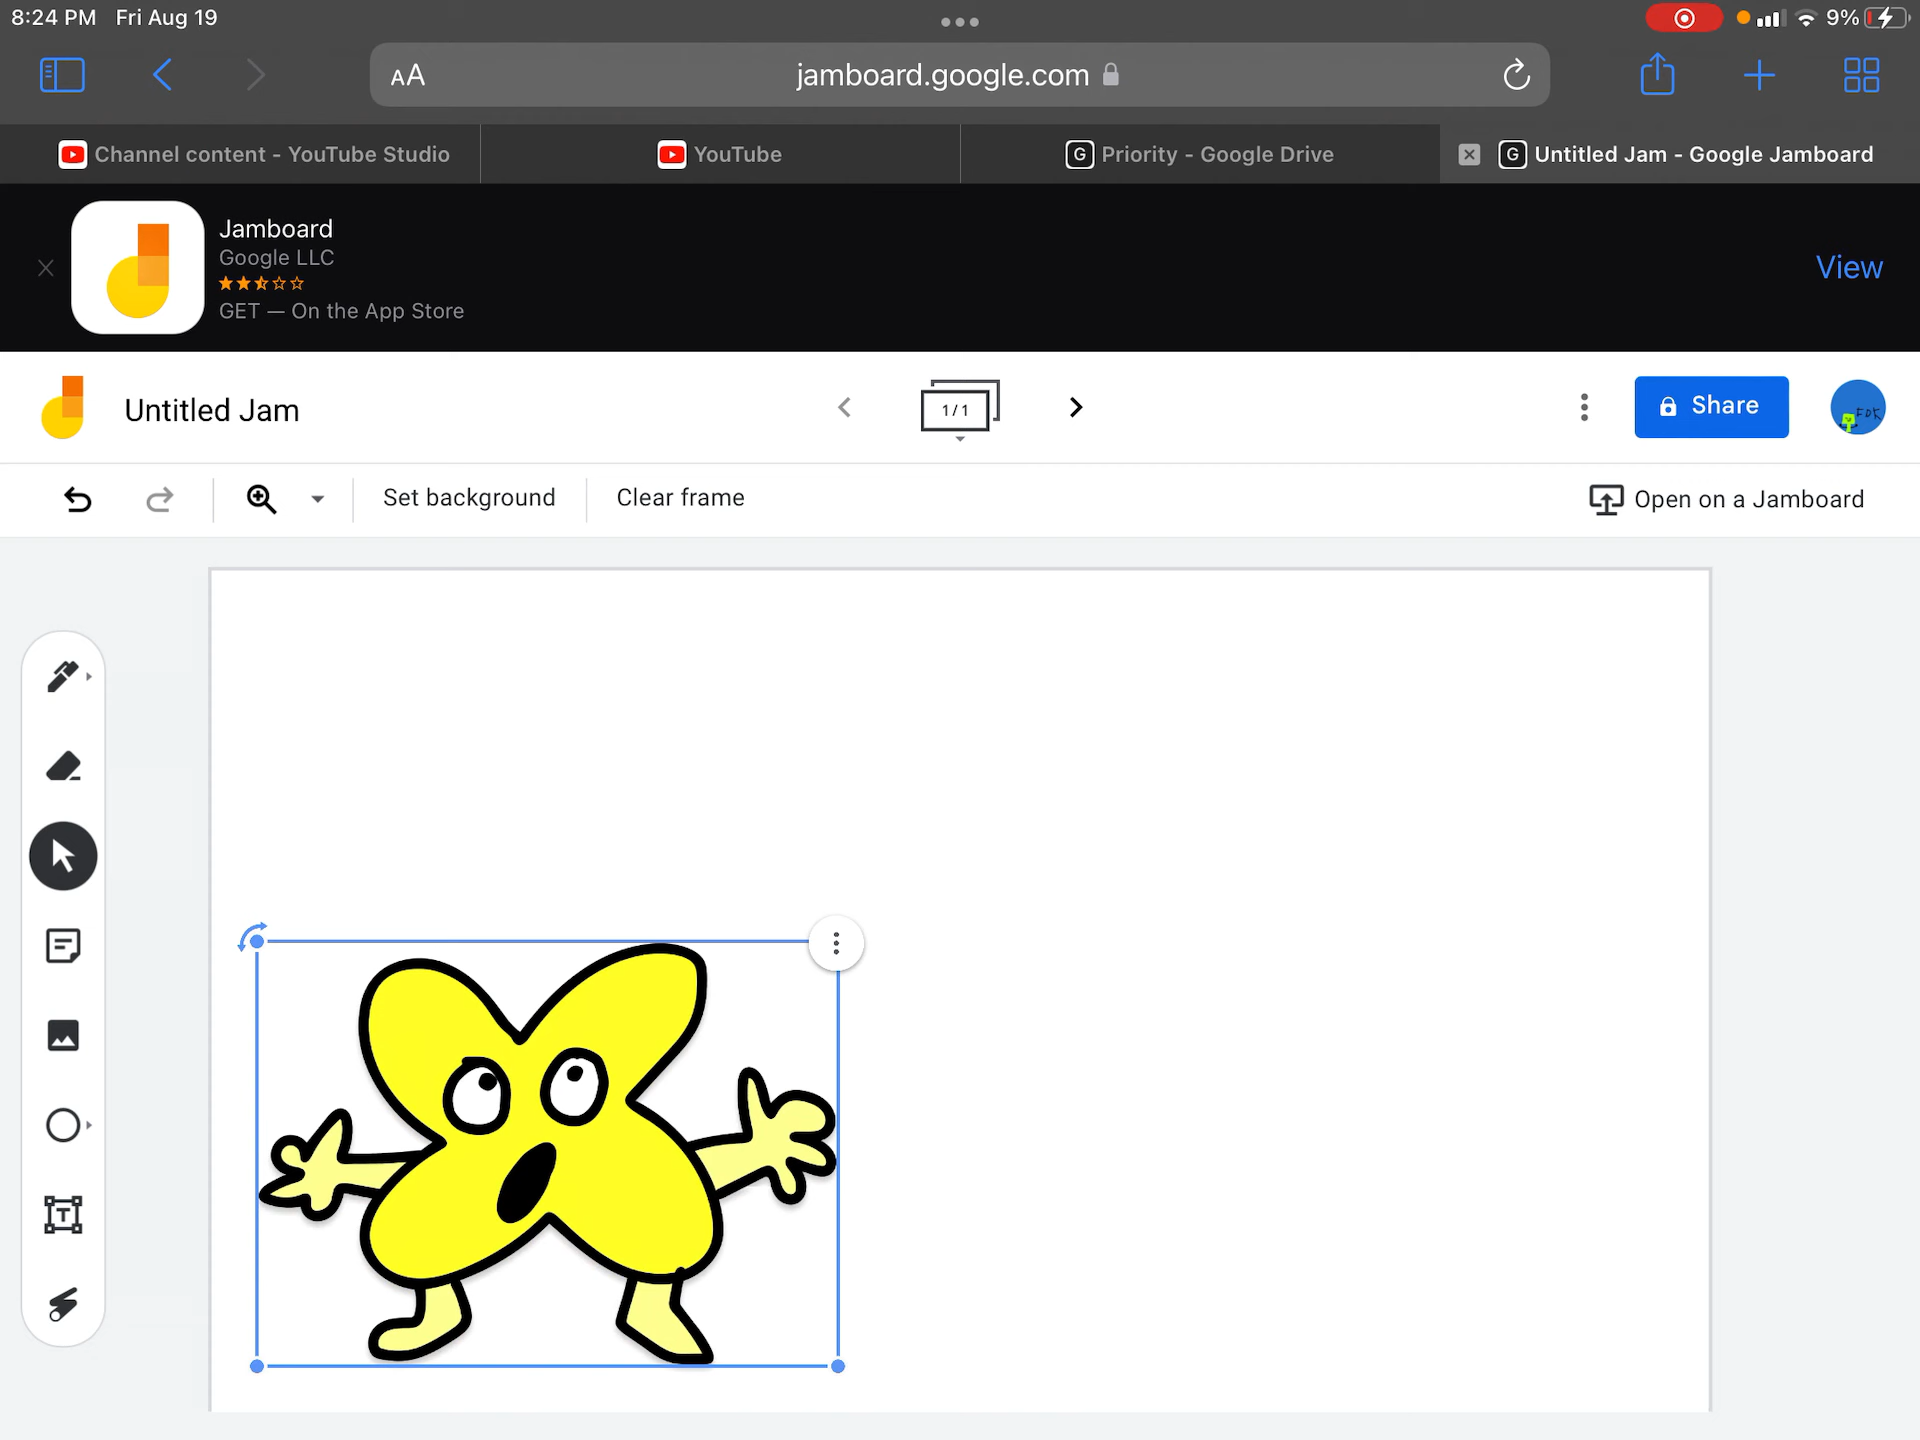 8:24 PM Fri Aug 19
9%
AA
jamboard.google.com
Channel content - YouTube Studio
YouTube
G Priority - Google Drive
G Untitled Jam - Google Jamboard
Jamboard
Google LLC
GET — On the App Store
View
Untitled Jam
1/1
Share
FDK
Set background
Clear frame
Open on a Jamboard
T